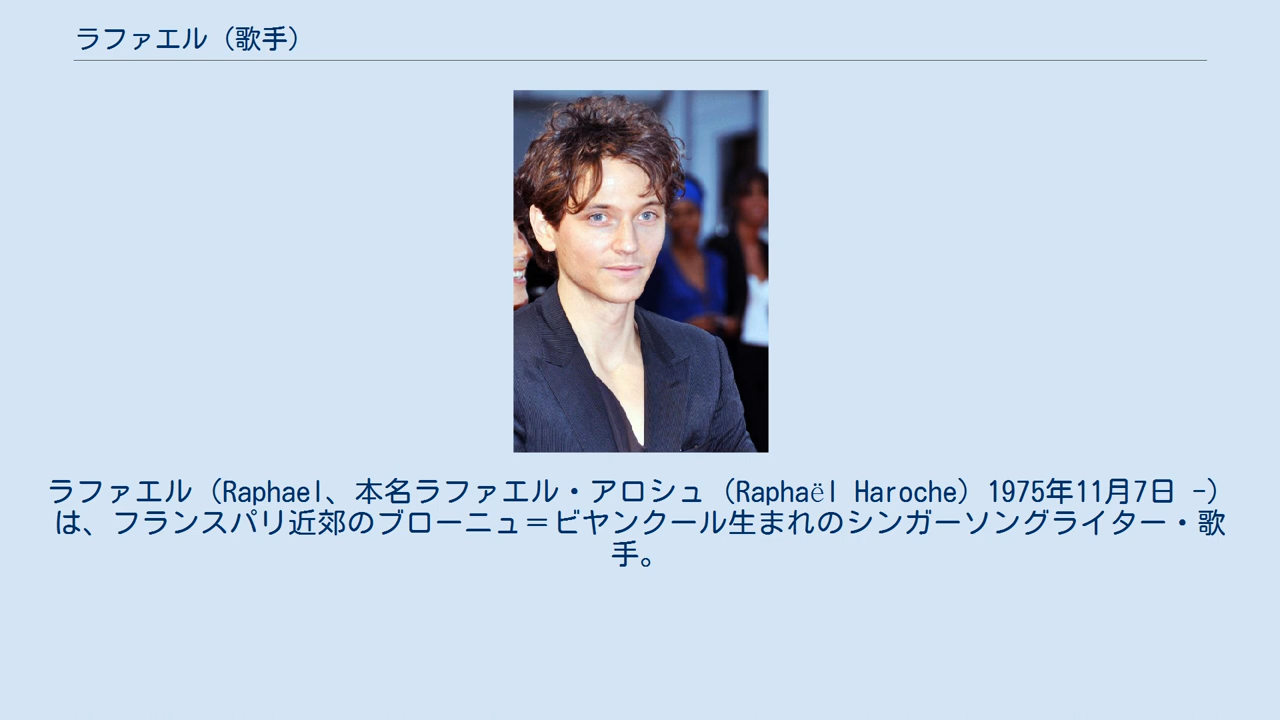 ラファエル（歌手）
ラファエル（Raphael、本名ラファエル・アロシュ（Raphaёl Haroche）1975年11月7日 -）
は、フランスパリ近郊のブローニュ＝ビヤンクール生まれのシンガーソングライター・歌
手。